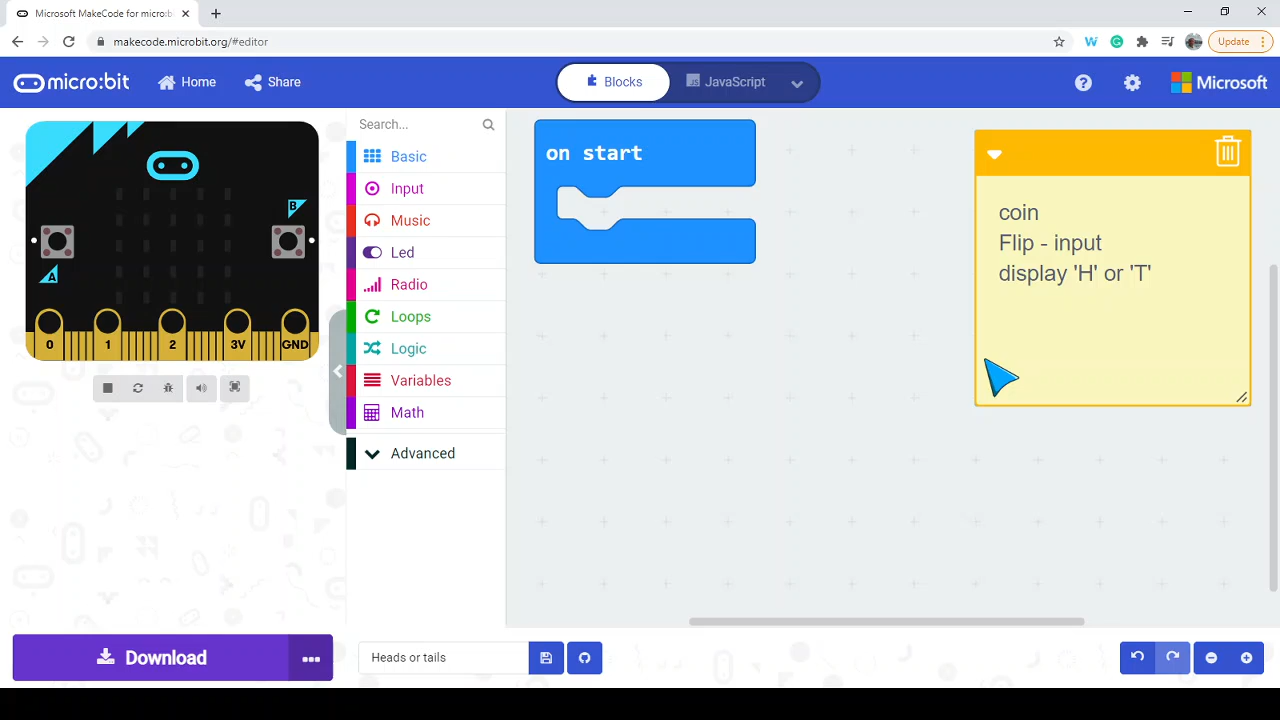 Microsoft MakeCode for micro:b
makecode.microbit.org/#editor
Update
micro:bit
Home
Share
Blocks
JS
JavaScript
Microsoft
A
B
0
1
2
3V
GND
Download
Search...
Basic
Input
Music
Led
Radio
Loops
Logic
Variables
Math
Advanced
on start
coin
Flip - input
display 'H' or 'T'
Heads or tails